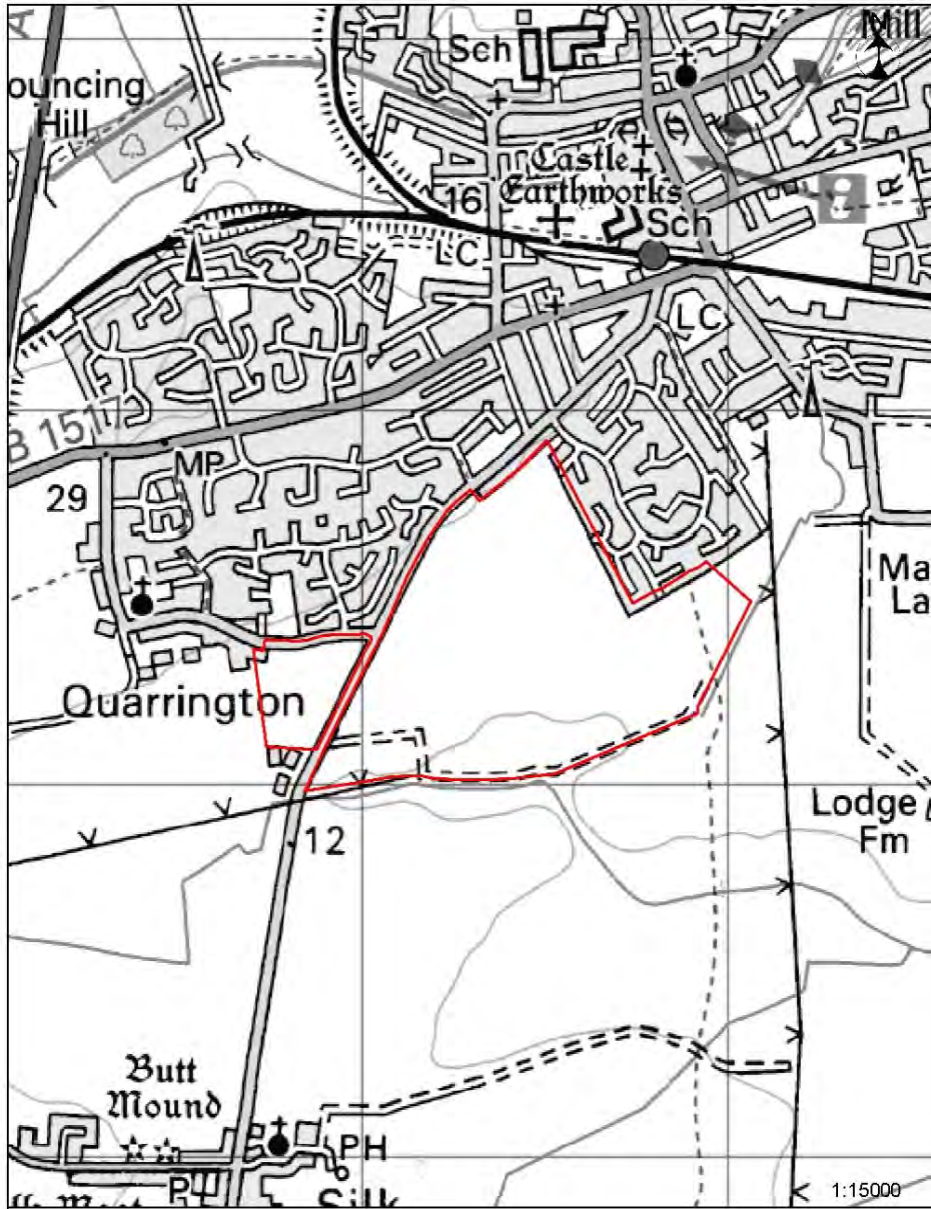 Mill
Sch
ouncing
Hill
Castle
Earthworks
16
Sch
LC
LC
B 1517
MP
29
Ma
La
Quarrington
Lodge
Fm
12
Butt
Mound
PH
P
Silk
1:15000